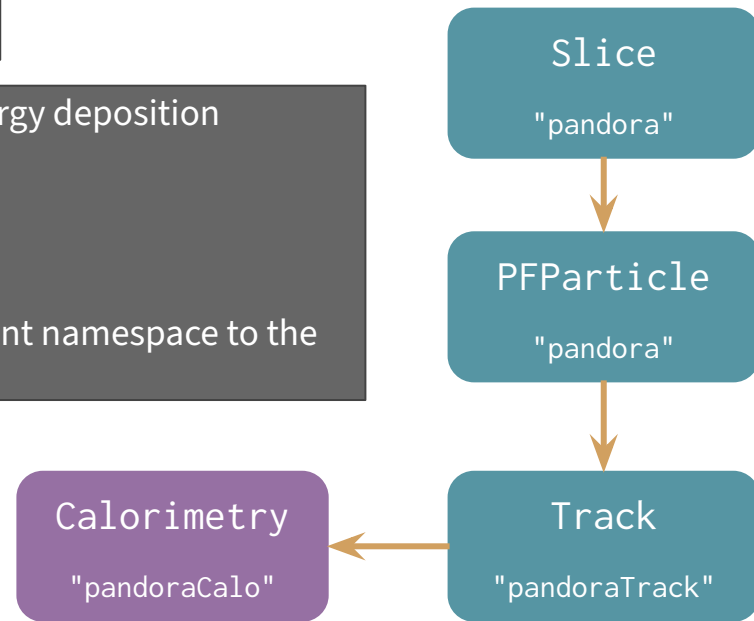 Slice
"pandora"
deposition
namespace to the
PFParticle
"pandora"
Calorimetry
"pandoraCalo"
Track
"pandoraTrack"